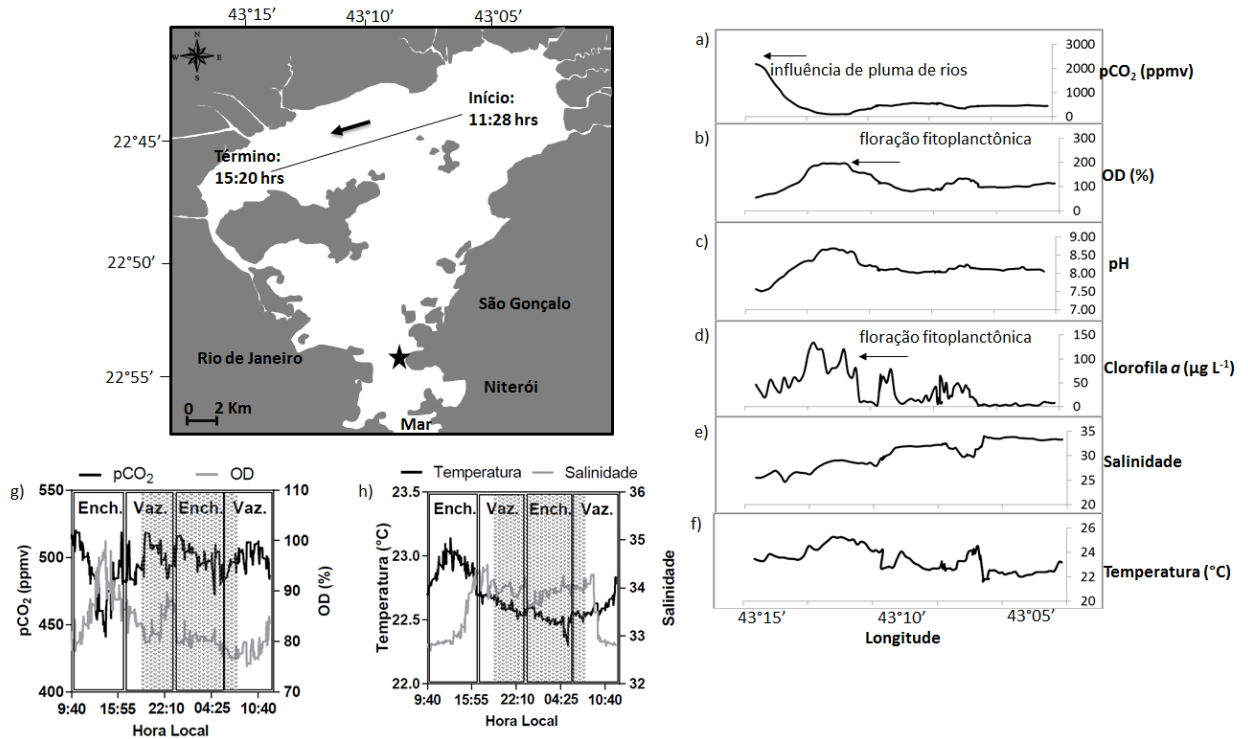 43°15′ 43°10′ 43°05′
N
W E
S
22°45′
22°50′
22°55′
Início:
11:28 hrs
Término:
15:20 hrs
São Gonçalo
Rio de Janeiro
Niterói
0 2 Km
Mar
a)
influência de pluma de rios
3000
2000
1000
0
pCO₂ (ppmv)
b)
floração fitoplanctônica
300
200
100
0
OD (%)
c)
9.00
8.50
8.00
7.50
7.00
pH
d)
floração fitoplanctônica
150
100
50
0
Clorofila a (µg L⁻¹)
e)
35
30
25
20
Salinidade
f)
26
24
22
20
Temperatura (°C)
43°15′ 43°10′ 43°05′
Longitude
g)
pCO₂ OD
550
500
450
400
pCO₂ (ppmv)
Ench. Vaz. Ench. Vaz.
110
100
90
80
70
OD (%)
9:40 15:55 22:10 04:25 10:40
Hora Local
h)
Temperatura Salinidade
23.5
23.0
22.5
22.0
Temperatura (°C)
Ench. Vaz. Ench. Vaz.
36
35
34
33
32
Salinidade
9:40 15:55 22:10 04:25 10:40
Hora Local